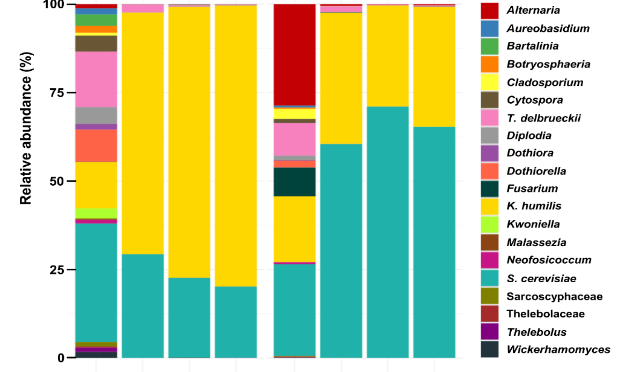 Relative abundance (%)
100
75
50
25
0
Alternaria
Aureobasidium
Bartalinia
Botryosphaeria
Cladosporium
Cytospora
T. delbrueckii
Diplodia
Dothiora
Dothiorella
Fusarium
K. humilis
Kwoniella
Malassezia
Neofosicoccum
S. cerevisiae
Sarcoscyphaceae
Thelebolaceae
Thelebolus
Wickerhamomyces